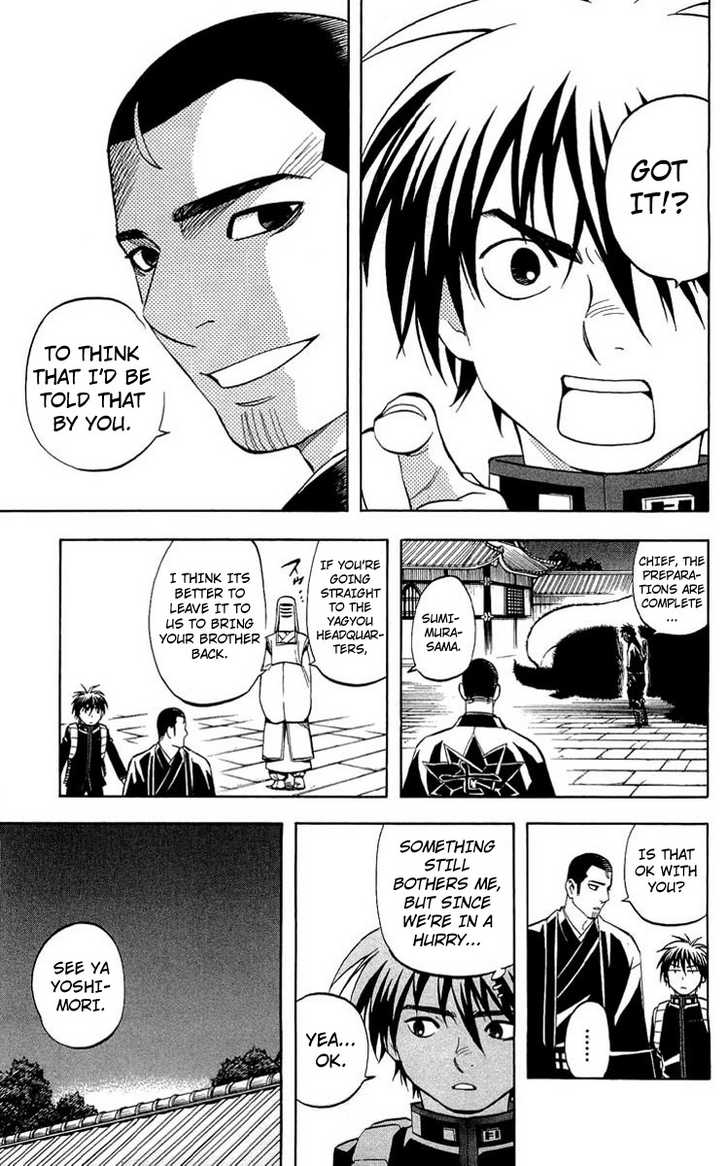 GOT
IT!?
TO THINK
THAT I'D BE
TOLD THAT
BY YOU.
CHIEF, THE
PREPARA-
TIONS ARE
COMPLETE
...
SUMI-
MURA-
SAMA.
IF YOU'RE
GOING
STRAIGHT
TO THE
YAGYOU
HEADQUAR-
TERS,
I THINK ITS
BETTER TO
LEAVE IT TO
US TO BRING
YOUR BROTHER
BACK.
IS THAT
OK WITH
YOU?
.....
SOMETHING
STILL
BOTHERS ME,
BUT SINCE
WE'RE IN A
HURRY...
YEA...
OK.
SEE YA
YOSHI-
MORI.